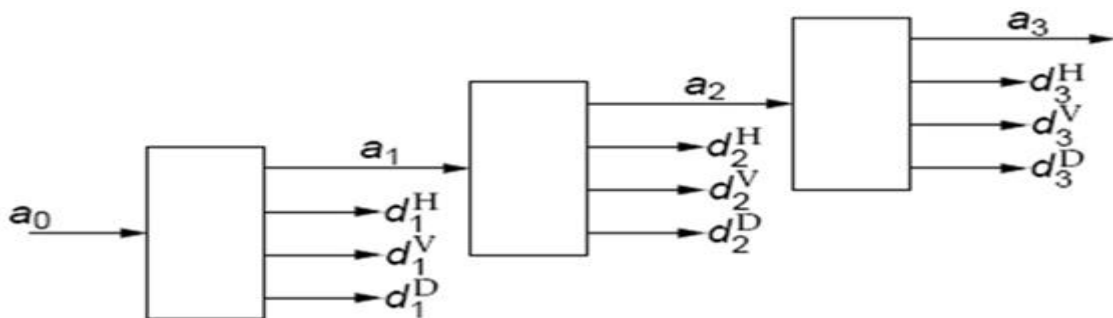 a₀
a₁
d₁ᴴ
d₁ⱽ
d₁ᴰ
a₂
d₂ᴴ
d₂ⱽ
d₂ᴰ
a₃
d₃ᴴ
d₃ⱽ
d₃ᴰ